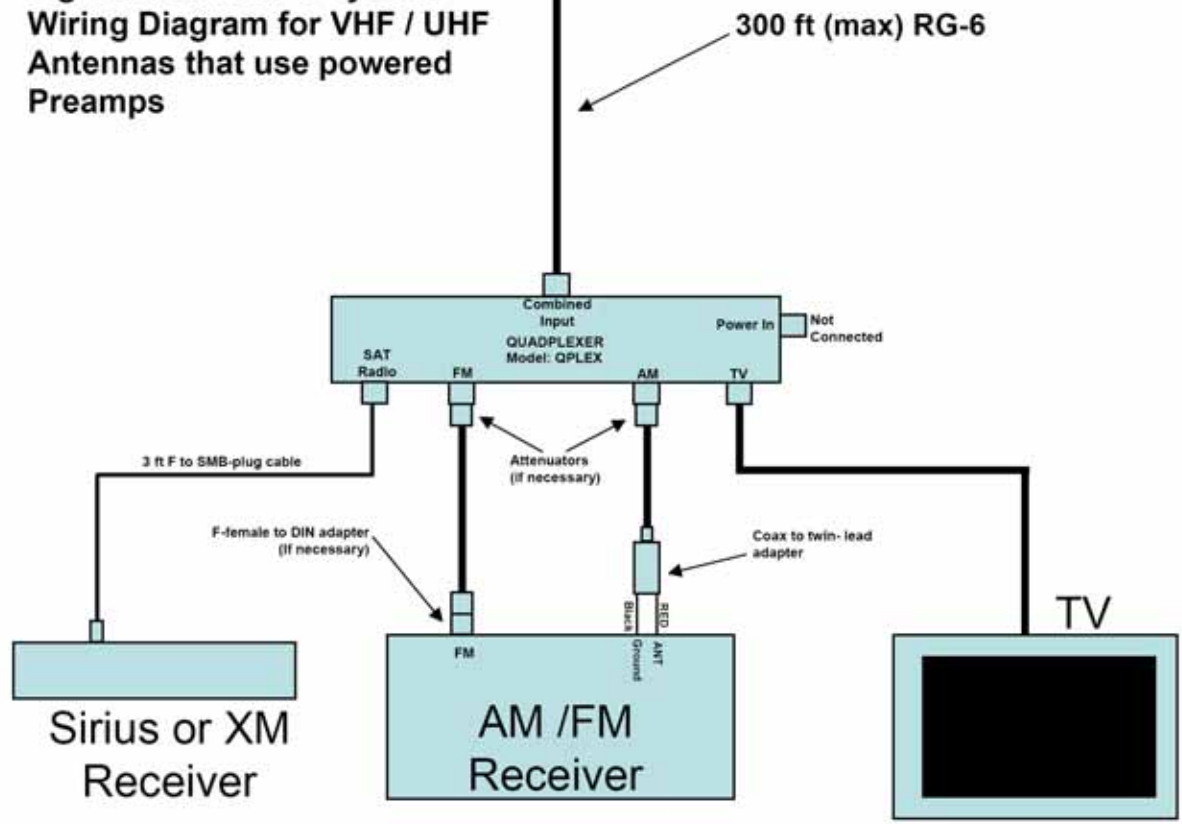 Wiring Diagram for VHF / UHF
Antennas that use powered
Preamps
300 ft (max) RG-6
Combined
Input
QUADPLEXER
Model: QPLEX
Power In
Not
Connected
SAT
Radio
FM
AM
TV
3 ft F to SMB-plug cable
Attenuators
(if necessary)
F-female to DIN adapter
(If necessary)
Coax to twin- lead
adapter
Black
RED
Ground
ANT
FM
TV
Sirius or XM
Receiver
AM /FM
Receiver